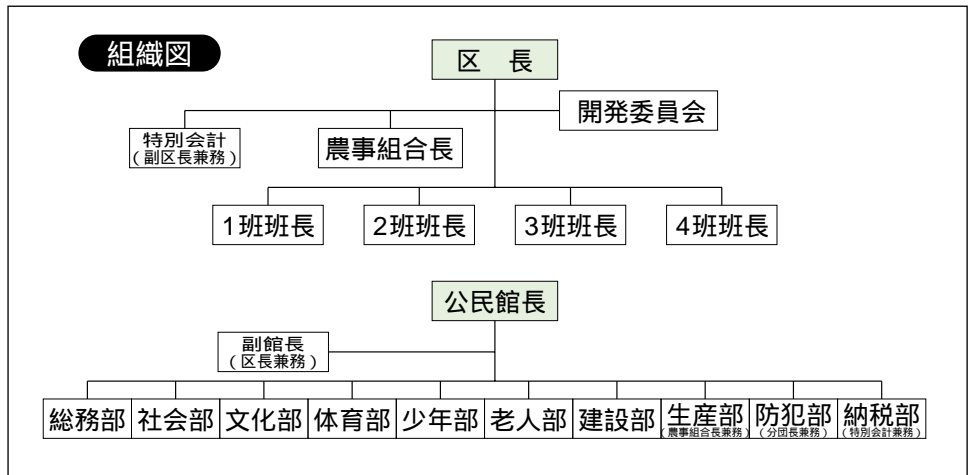 組織図
区　長
開発委員会
特別会計
（副区長兼務）
農事組合長
1班班長
2班班長
3班班長
4班班長
公民館長
副館長
（区長兼務）
総務部
社会部
文化部
体育部
少年部
老人部
建設部
生産部
（農事組合長兼務）
防犯部
（分団長兼務）
納税部
（特別会計兼務）